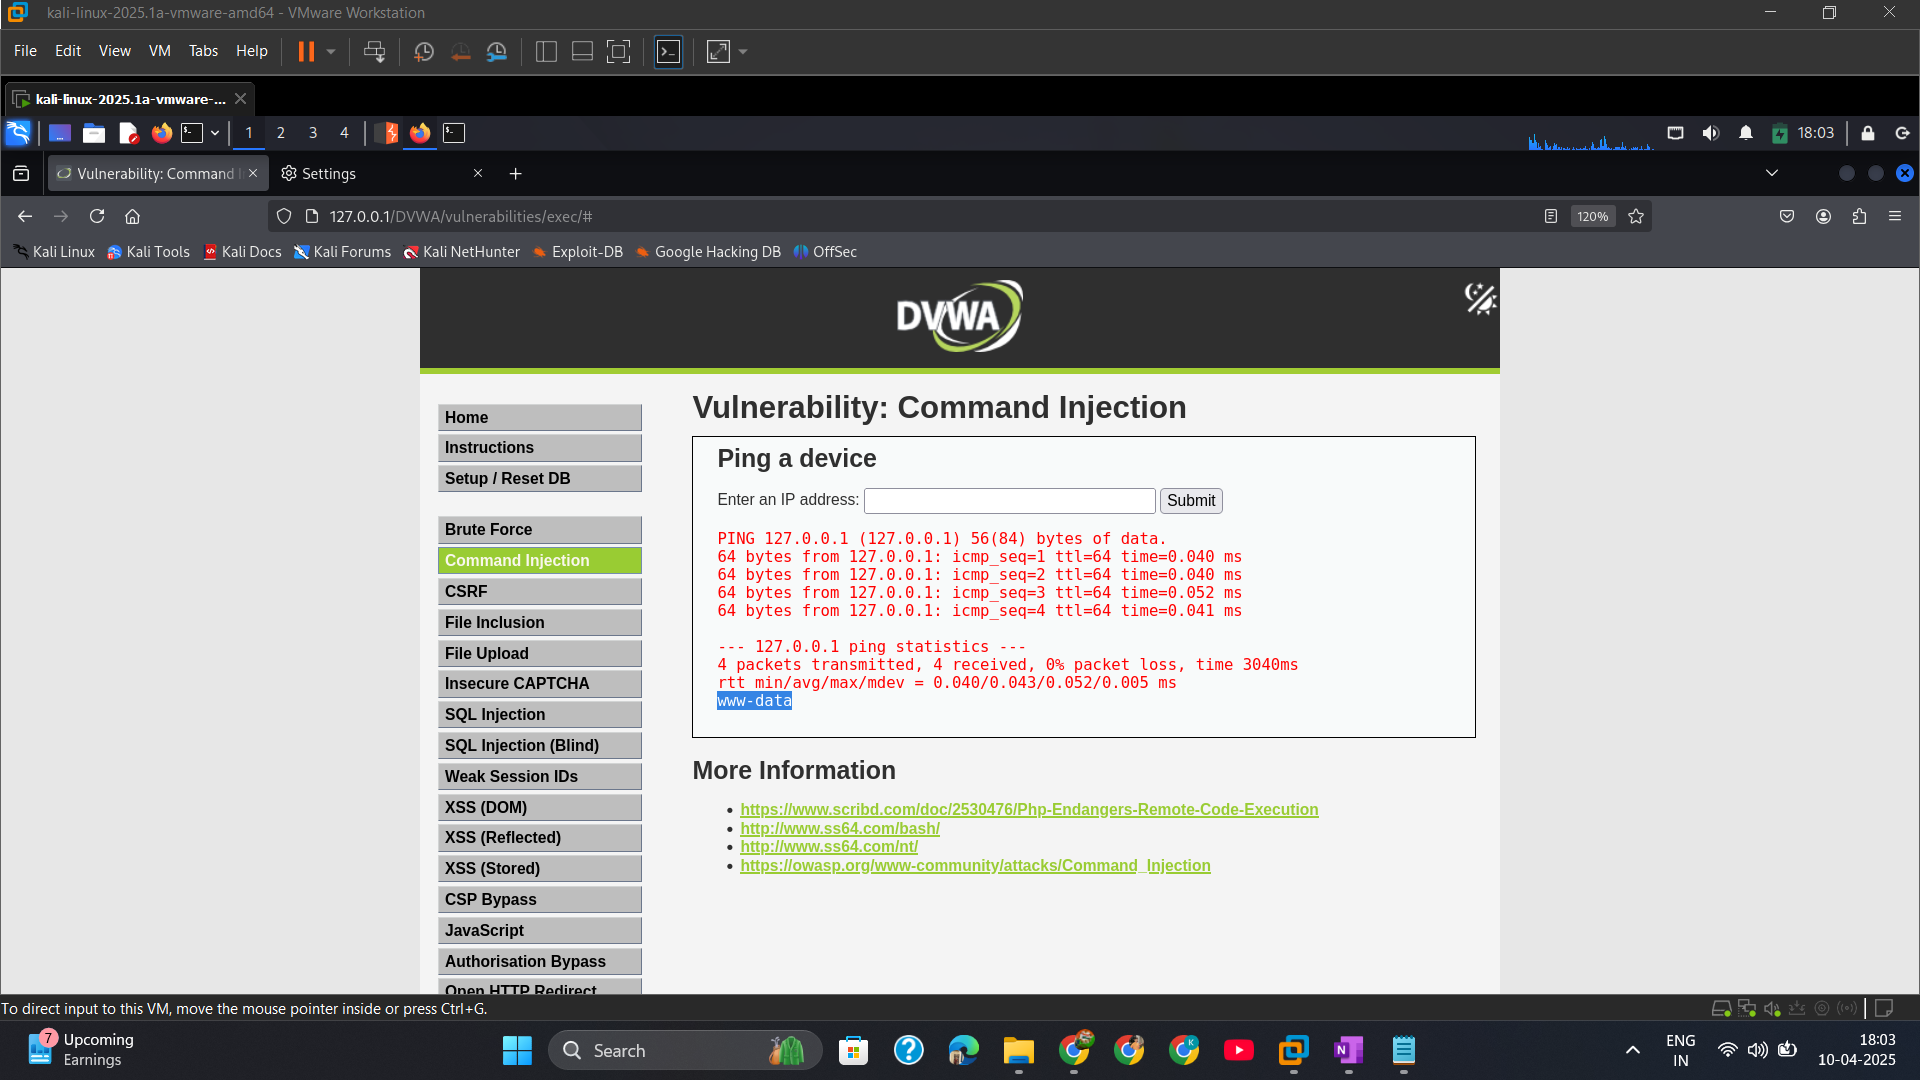 kali-linux-2025.1a-vmware-amd64 - VMware Workstation
File Edit View VM Tabs Help
kali-linux-2025.1a-vmware-...
1 2 3 4
18:03
Vulnerability: Command
Settings
127.0.0.1/DVWA/vulnerabilities/exec/#
120%
Kali Linux Kali Tools Kali Docs Kali Forums Kali NetHunter Exploit-DB Google Hacking DB OffSec
DVWA
Home
Instructions
Setup / Reset DB
Brute Force
Command Injection
CSRF
File Inclusion
File Upload
Insecure CAPTCHA
SQL Injection
SQL Injection (Blind)
Weak Session IDs
XSS (DOM)
XSS (Reflected)
XSS (Stored)
CSP Bypass
JavaScript
Authorisation Bypass
Open HTTP Redirect
Vulnerability: Command Injection
Ping a device
Enter an IP address: Submit
PING 127.0.0.1 (127.0.0.1) 56(84) bytes of data.
64 bytes from 127.0.0.1: icmp_seq=1 ttl=64 time=0.040 ms
64 bytes from 127.0.0.1: icmp_seq=2 ttl=64 time=0.040 ms
64 bytes from 127.0.0.1: icmp_seq=3 ttl=64 time=0.052 ms
64 bytes from 127.0.0.1: icmp_seq=4 ttl=64 time=0.041 ms
--- 127.0.0.1 ping statistics ---
4 packets transmitted, 4 received, 0% packet loss, time 3040ms
rtt min/avg/max/mdev = 0.040/0.043/0.052/0.005 ms
www-data
More Information
https://www.scribd.com/doc/2530476/Php-Endangers-Remote-Code-Execution
http://www.ss64.com/bash/
http://www.ss64.com/nt/
https://owasp.org/www-community/attacks/Command_Injection
To direct input to this VM, move the mouse pointer inside or press Ctrl+G.
7
Upcoming
Earnings
Search
K
N
ENG
IN
18:03
10-04-2025